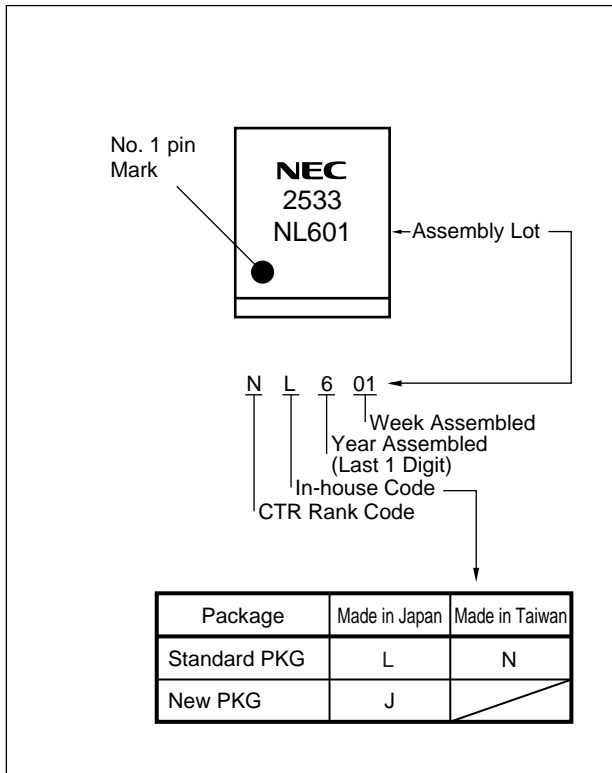 No. 1 pin
Mark
NEC
2533
NL601
Assembly Lot
N L 6 01
Week Assembled
Year Assembled
(Last 1 Digit)
In-house Code
CTR Rank Code
Package Made in Japan Made in Taiwan
Standard PKG L N
New PKG J